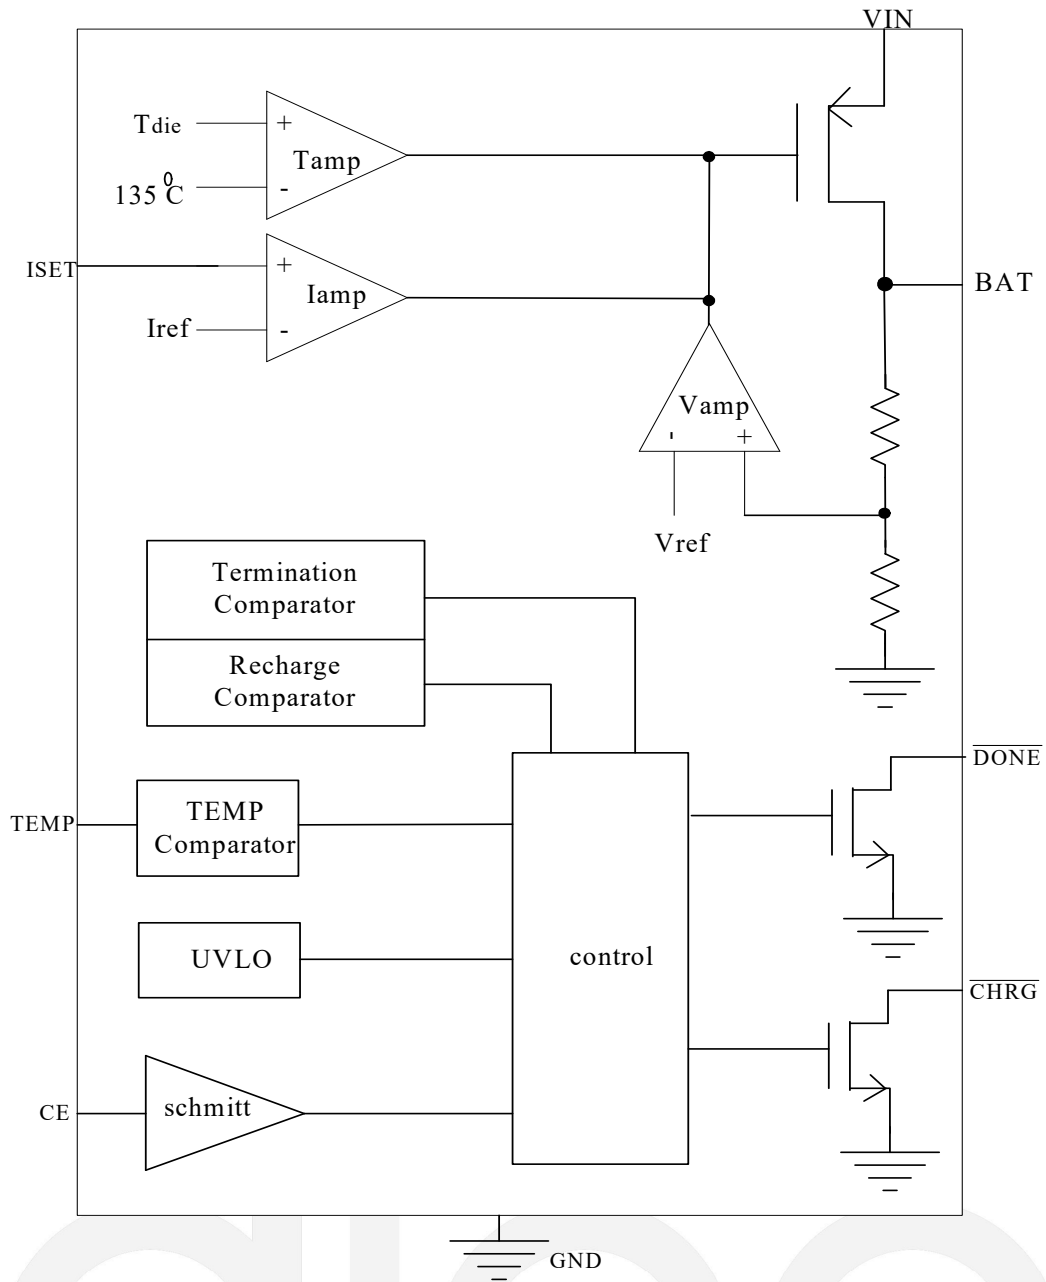 VIN
Tdie
+
Tamp
135 °C
-
ISET
+
Iamp
BAT
Iref
-
Vamp
-
+
Vref
Termination
Comparator
Recharge
Comparator
DONE
TEMP
TEMP
Comparator
UVLO
control
CHRG
CE
schmitt
GND